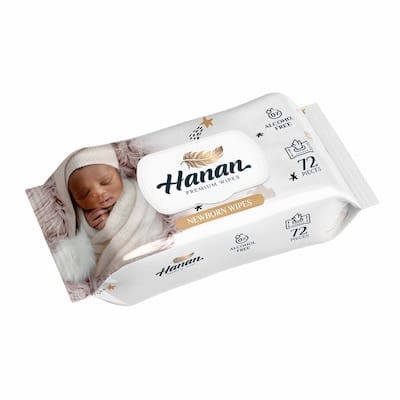 Hanan
PREMIUM WIPES
NEWBORN WIPES
ALCOHOL
FREE
72
PIECES
Hanan
ALCOHOL
FREE
72
PIECES